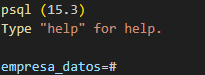 psql (15.3)
Type "help" for help.
empresa_datos=#